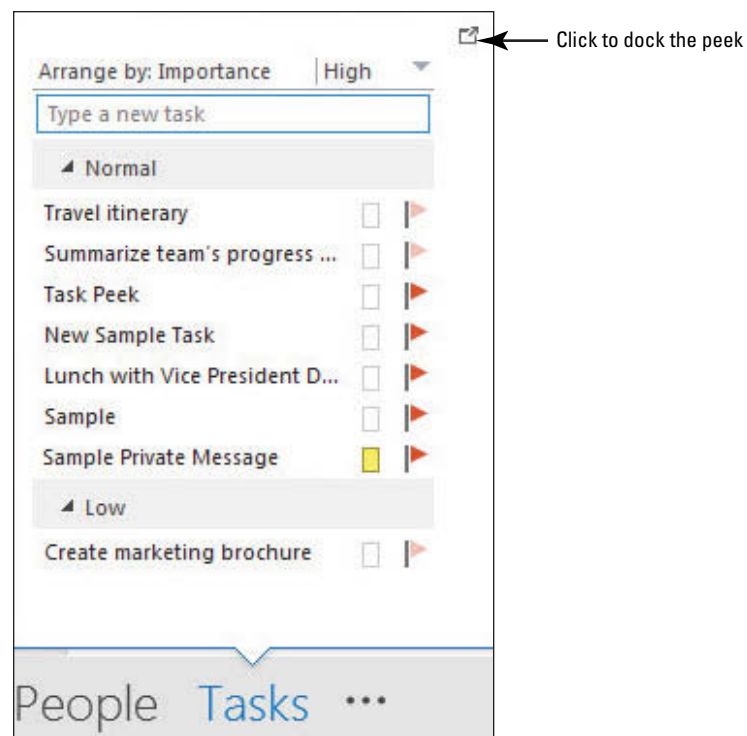 Click to dock the peek
Arrange by: Importance High
Type a new task
Normal
Travel itinerary
Summarize team's progress ...
Task Peek
New Sample Task
Lunch with Vice President D...
Sample
Sample Private Message
Low
Create marketing brochure
People Tasks •••